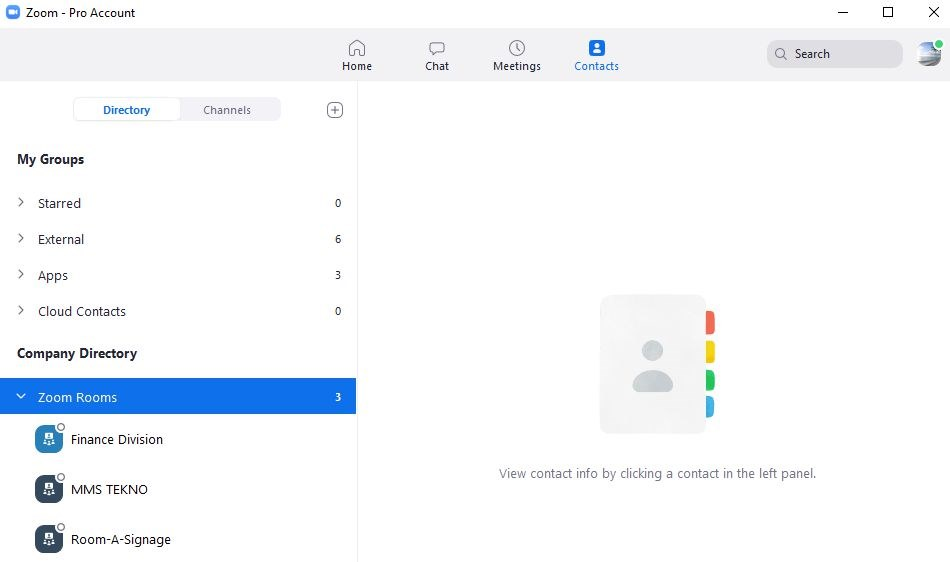 Zoom - Pro Account
Home
Chat
Meetings
Contacts
Search
Directory
Channels
My Groups
Starred 0
External 6
Apps 3
Cloud Contacts 0
Company Directory
Zoom Rooms 3
Finance Division
MMS TEKNO
Room-A-Signage
View contact info by clicking a contact in the left panel.